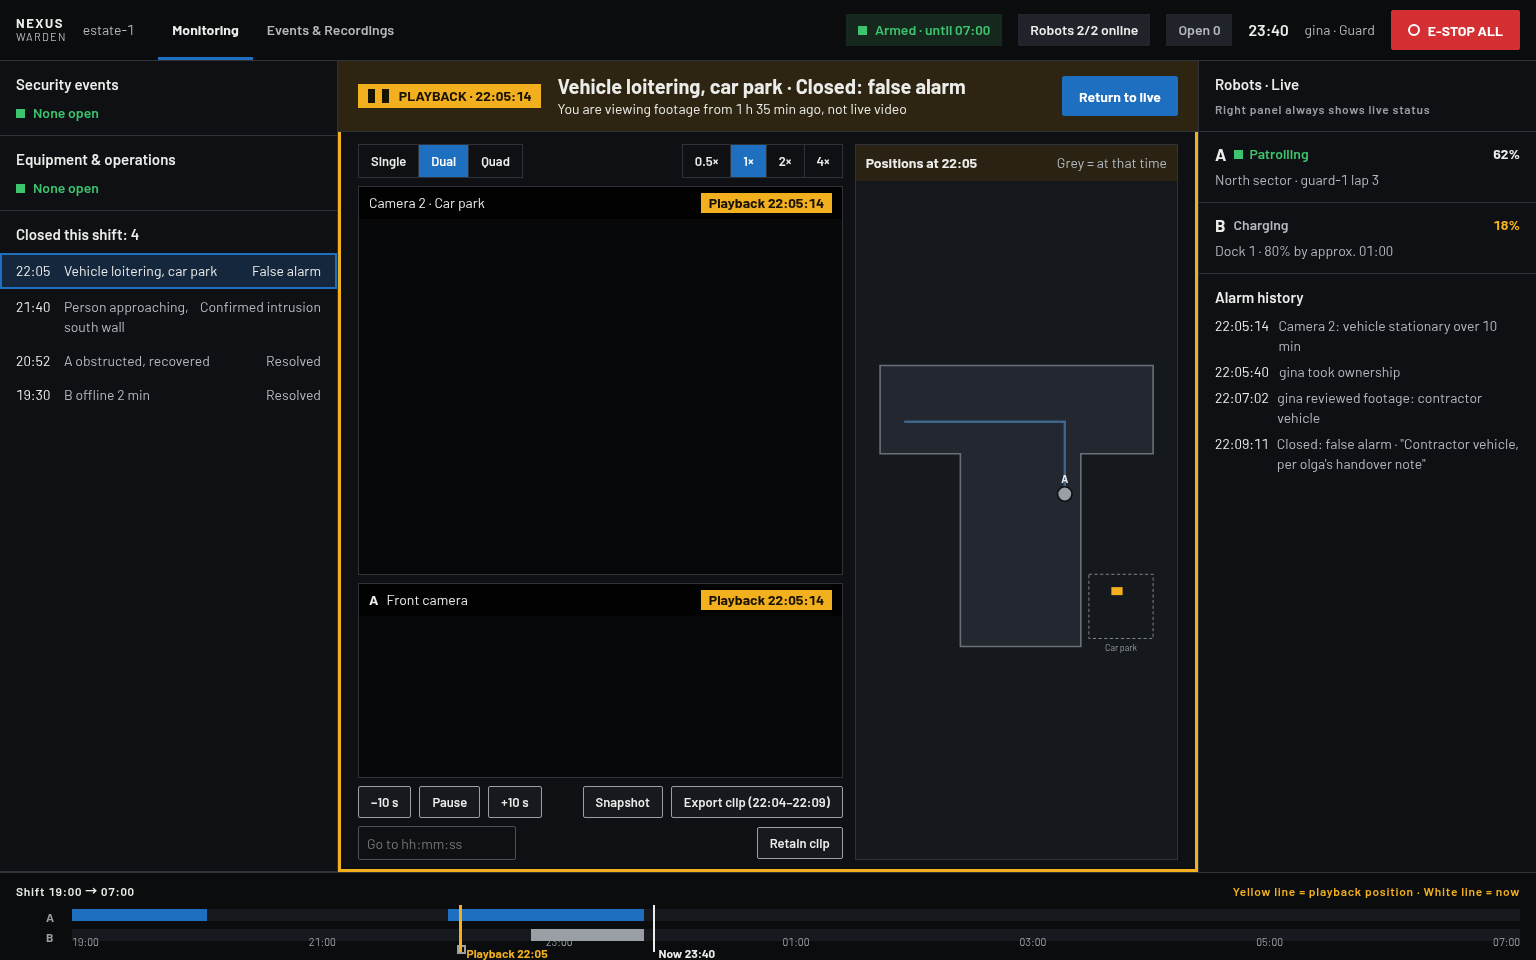 NEXUS
WARDEN
estate-1
Monitoring
Events & Recordings
Armed · until 07:00
Robots 2/2 online
Open 0
23:40
gina · Guard
E-STOP ALL
Security events
None open
Equipment & operations
None open
Closed this shift: 4
22:05 Vehicle loitering, car park False alarm
21:40 Person approaching, Confirmed intrusion
south wall
20:52 A obstructed, recovered Resolved
19:30 B offline 2 min Resolved
PLAYBACK · 22:05:14
Vehicle loitering, car park · Closed: false alarm
You are viewing footage from 1 h 35 min ago, not live video
Return to live
Single Dual Quad
0.5× 1× 2× 4×
Camera 2 · Car park
Playback 22:05:14
A Front camera
Playback 22:05:14
−10 s Pause +10 s Snapshot Export clip (22:04–22:09)
Go to hh:mm:ss
Retain clip
Positions at 22:05 Grey = at that time
A
Car park
Robots · Live
Right panel always shows live status
A Patrolling 62%
North sector · guard-1 lap 3
B Charging 18%
Dock 1 · 80% by approx. 01:00
Alarm history
22:05:14 Camera 2: vehicle stationary over 10
min
22:05:40 gina took ownership
22:07:02 gina reviewed footage: contractor
vehicle
22:09:11 Closed: false alarm · "Contractor vehicle,
per olga's handover note"
Shift 19:00 → 07:00
Yellow line = playback position · White line = now
A
B
19:00 21:00 23:00 01:00 03:00 05:00 07:00
Playback 22:05
Now 23:40